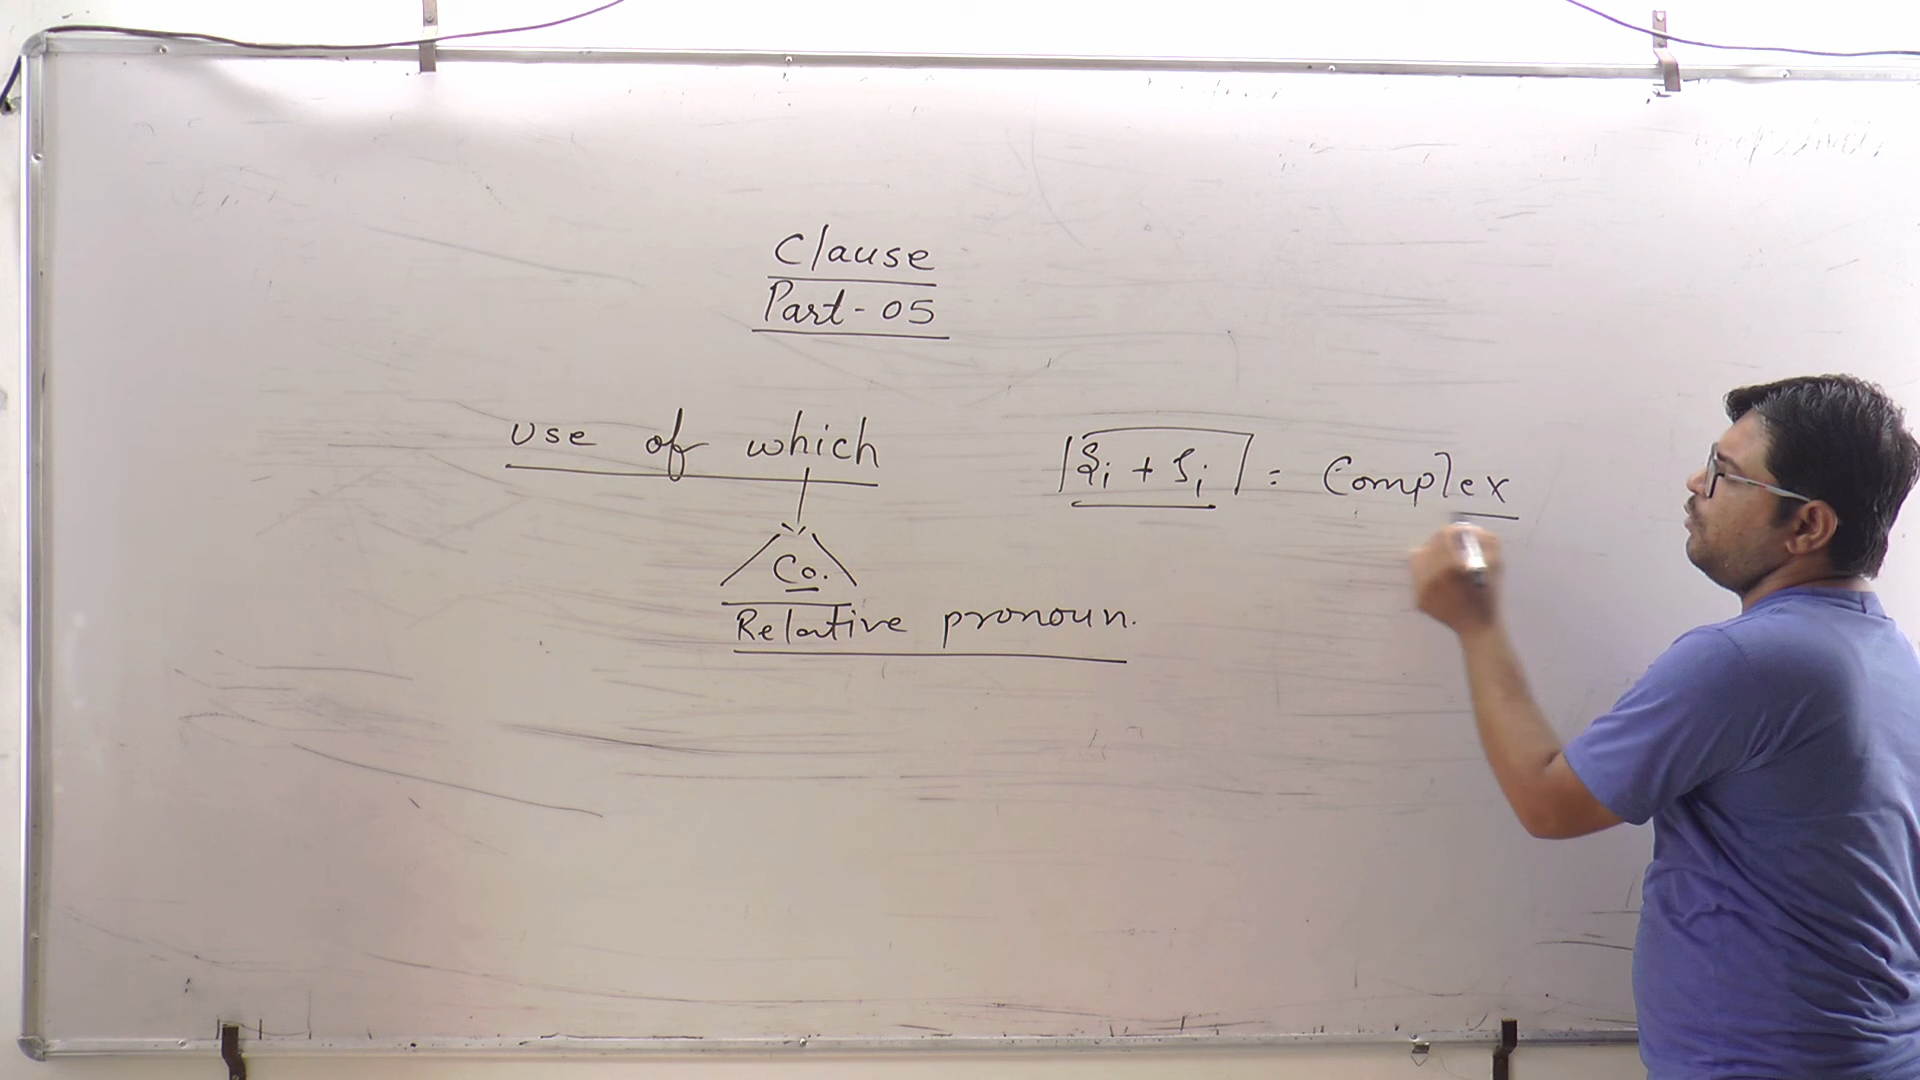 Clause
Part-05
use of which
Si + Si = Complex
Co.
Relative pronoun.